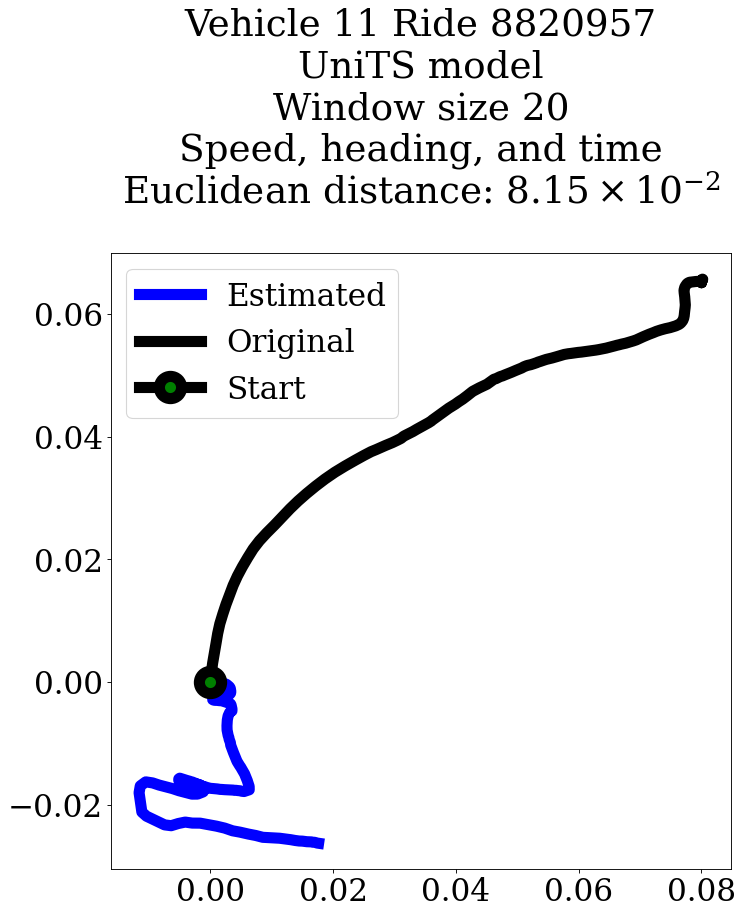 Vehicle 11 Ride 8820957
UniTS model
Window size 20
Speed, heading, and time
Euclidean distance: 8.15 × 10⁻²
Estimated
Original
Start
0.06
0.04
0.02
0.00
−0.02
0.00 0.02 0.04 0.06 0.08